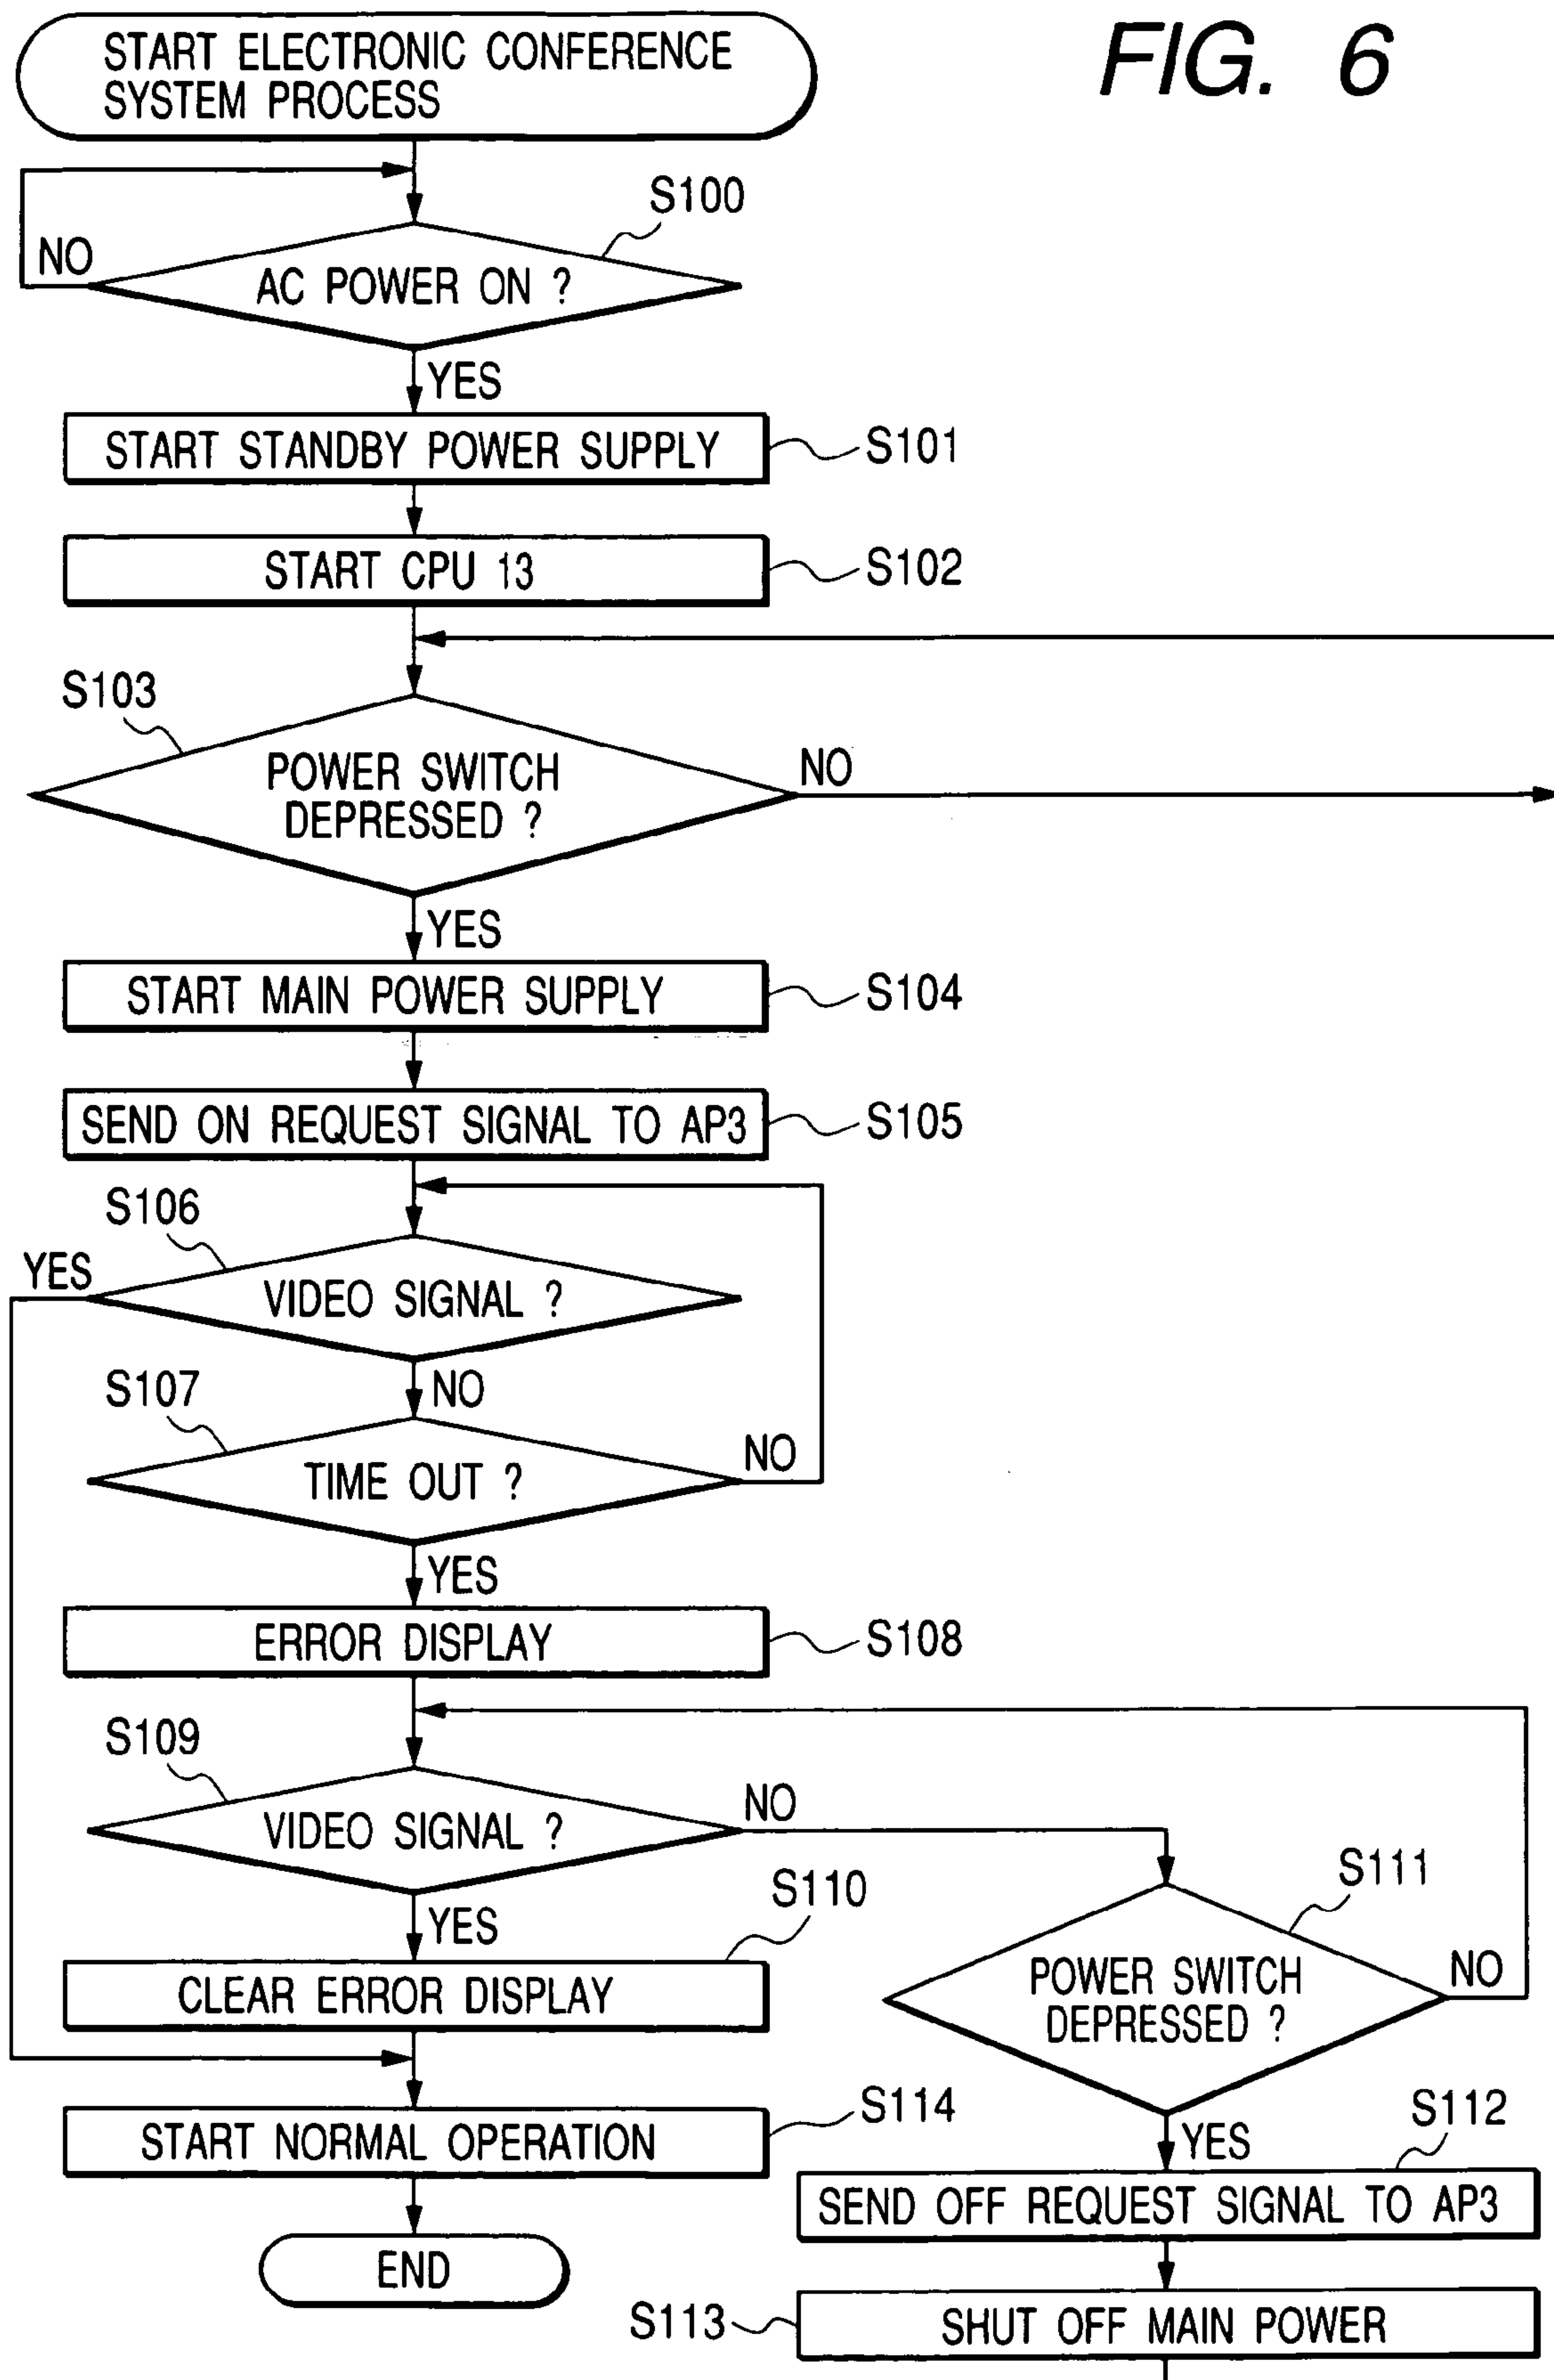 FIG. 6
START ELECTRONIC CONFERENCE
SYSTEM PROCESS
S100
NO
AC POWER ON ?
YES
START STANDBY POWER SUPPLY
S101
START CPU 13
S102
S103
POWER SWITCH
DEPRESSED ?
NO
YES
START MAIN POWER SUPPLY
S104
SEND ON REQUEST SIGNAL TO AP3
S105
S106
YES
VIDEO SIGNAL ?
NO
S107
TIME OUT ?
NO
YES
ERROR DISPLAY
S108
S109
VIDEO SIGNAL ?
NO
YES
S110
CLEAR ERROR DISPLAY
S111
POWER SWITCH
DEPRESSED ?
NO
YES
S114
START NORMAL OPERATION
END
S112
SEND OFF REQUEST SIGNAL TO AP3
S113
SHUT OFF MAIN POWER